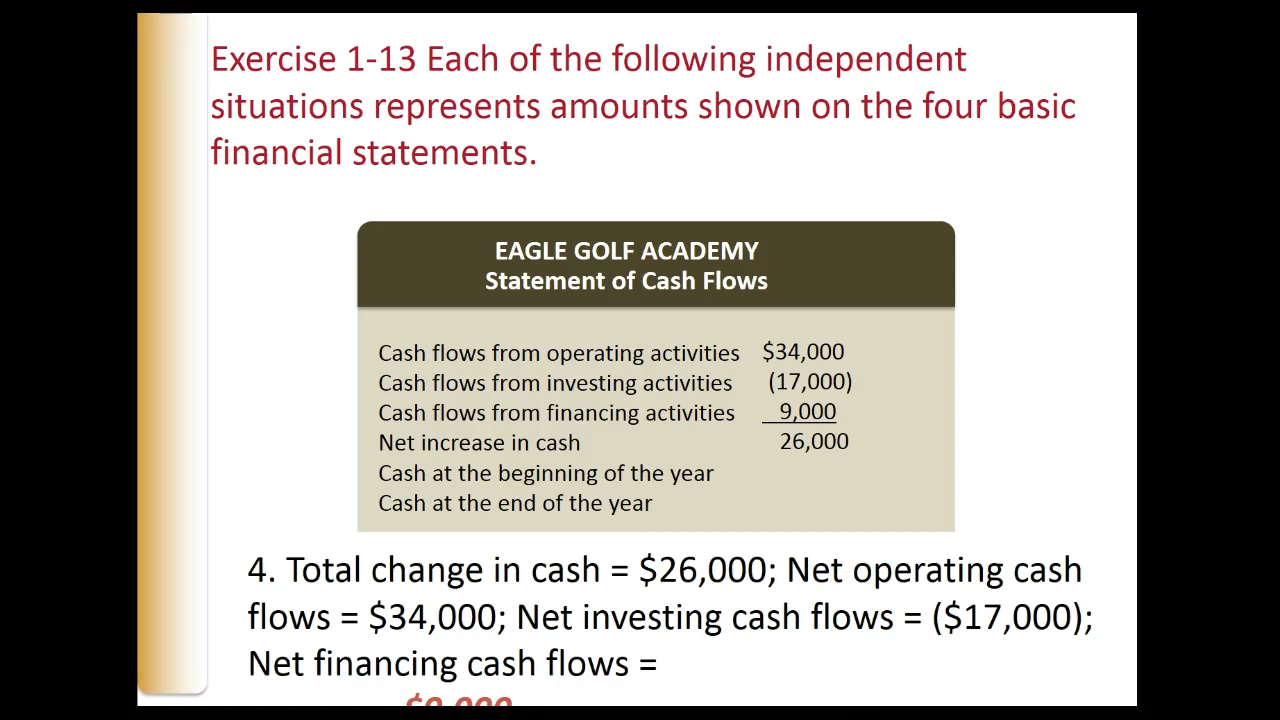 Exercise 1-13 Each of the following independent
situations represents amounts shown on the four basic
financial statements.
EAGLE GOLF ACADEMY
Statement of Cash Flows
Cash flows from operating activities $34,000
Cash flows from investing activities (17,000)
Cash flows from financing activities 9,000
Net increase in cash 26,000
Cash at the beginning of the year
Cash at the end of the year
4. Total change in cash = $26,000; Net operating cash
flows = $34,000; Net investing cash flows = ($17,000);
Net financing cash flows =